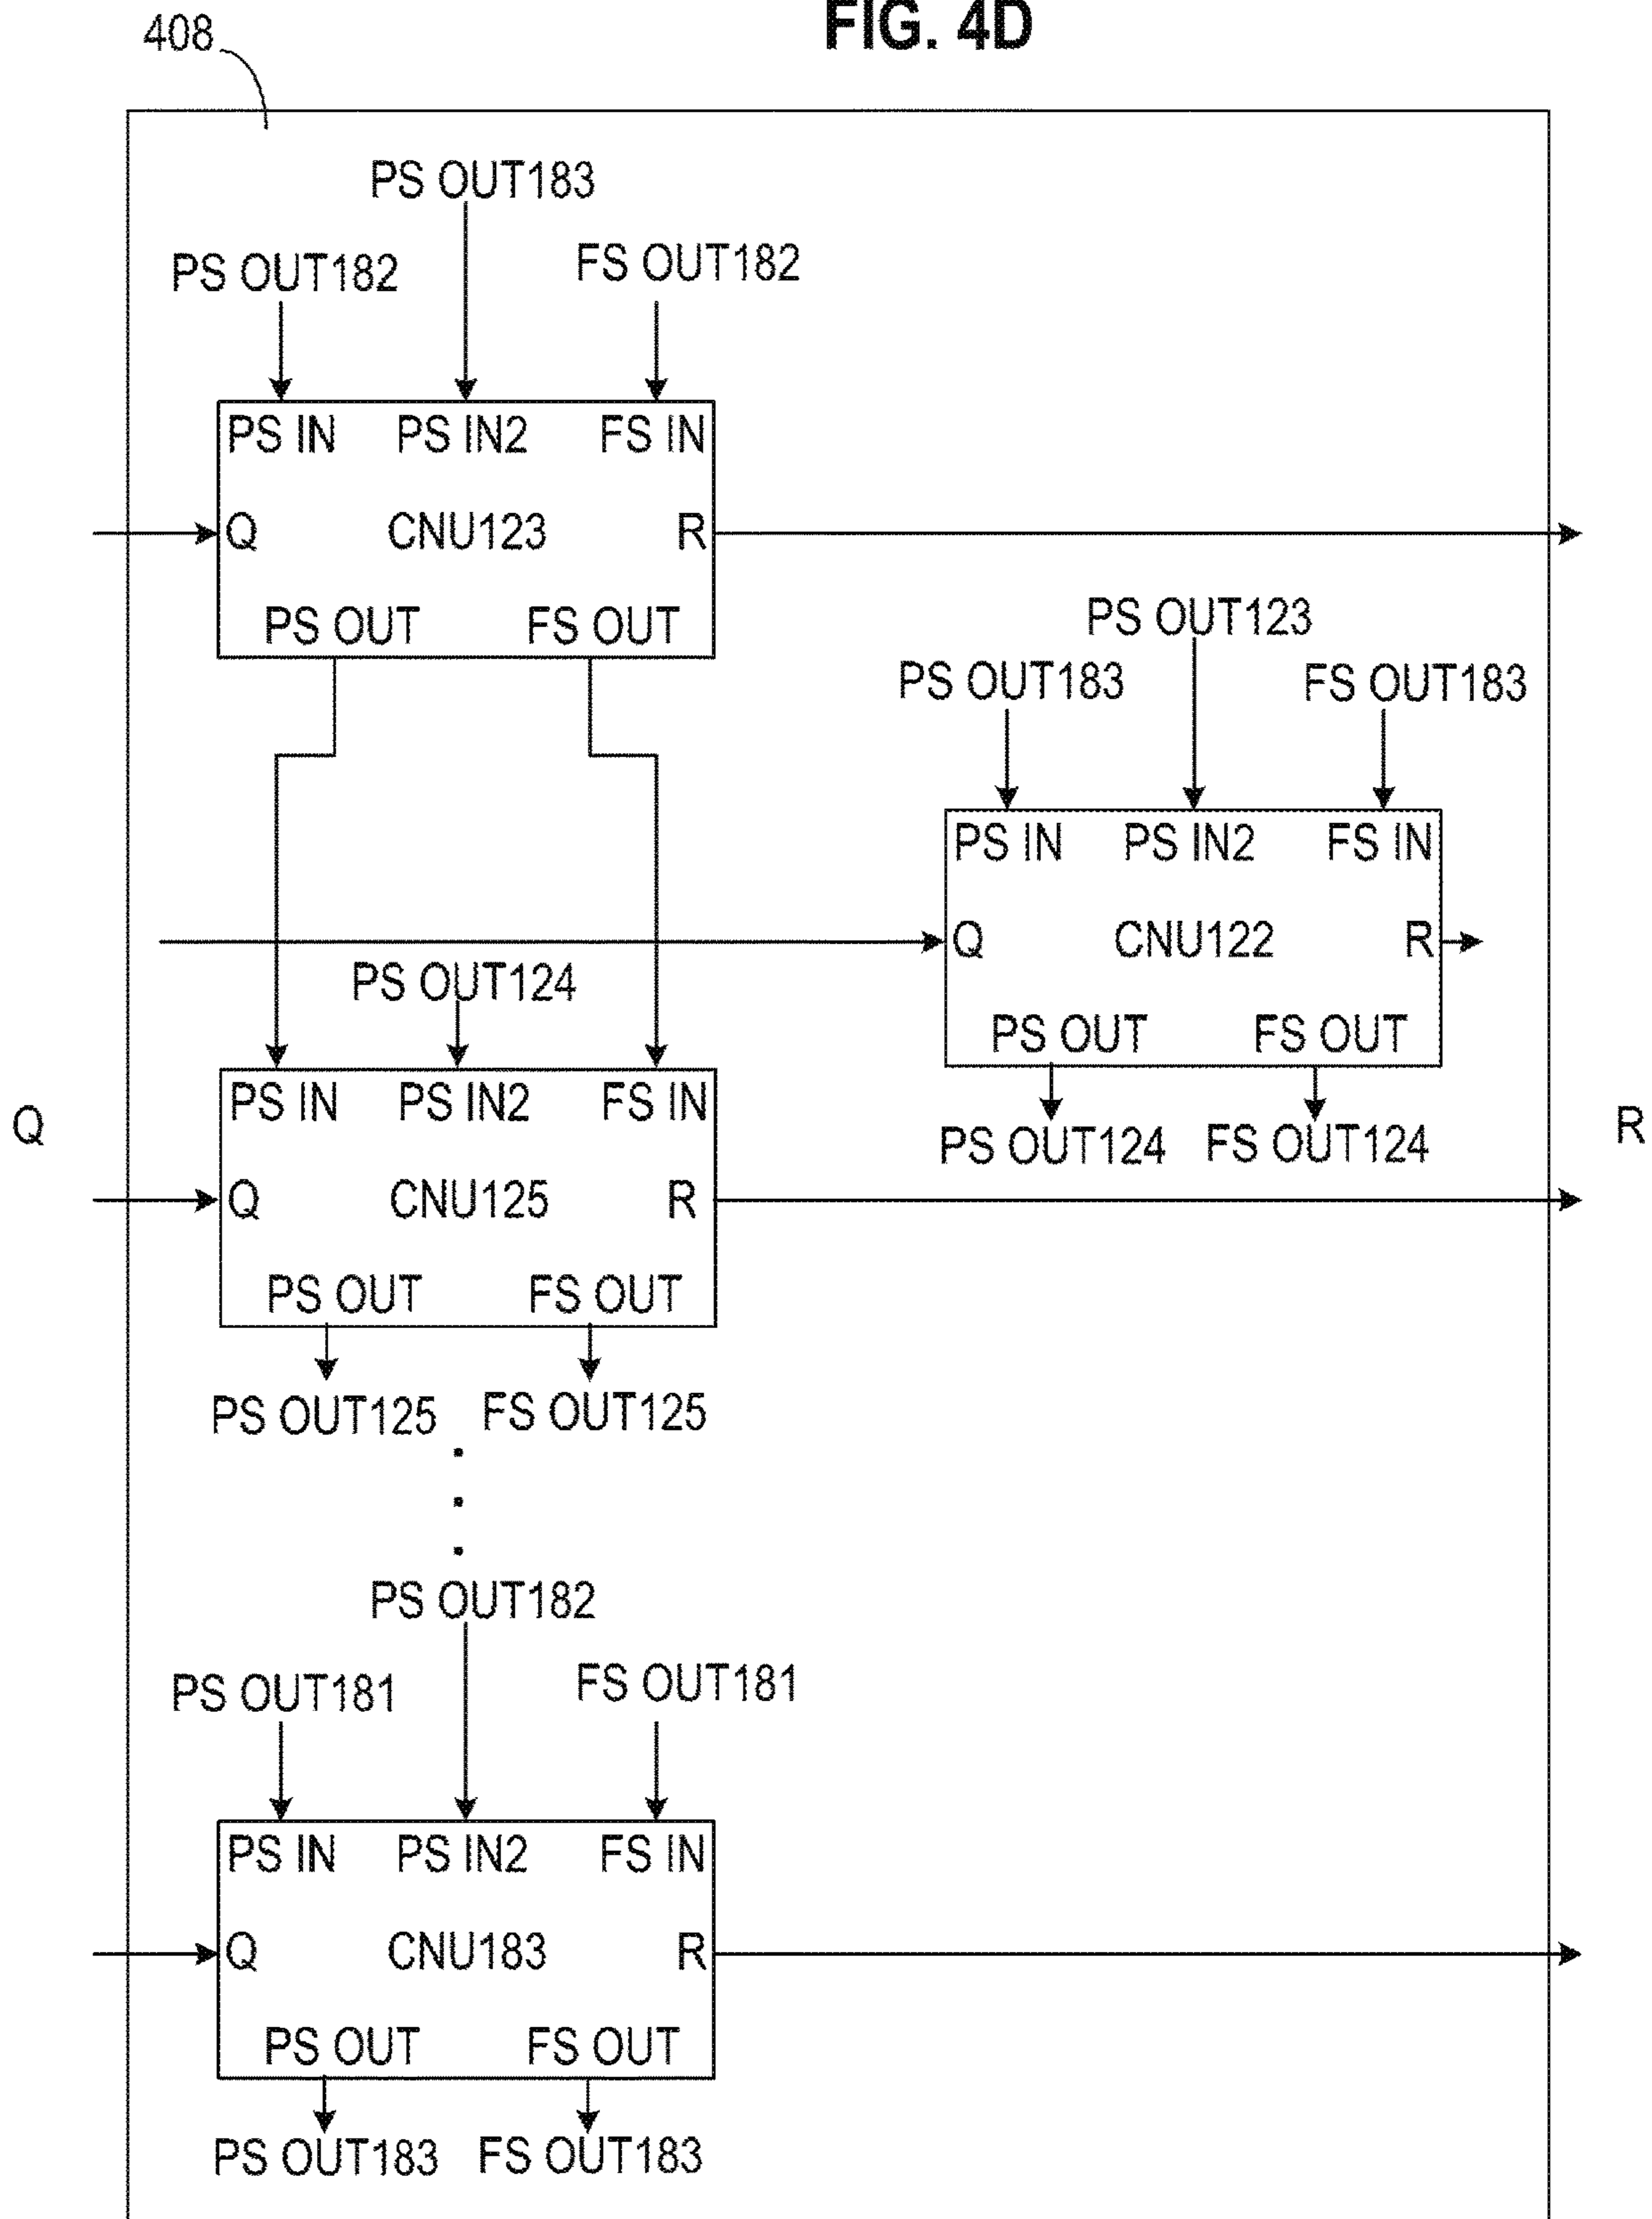 FIG. 4D
408
PS OUT183
PS OUT182 FS OUT182
PS IN PS IN2 FS IN
Q CNU123 R
PS OUT FS OUT
PS OUT123
PS OUT183 FS OUT183
PS IN PS IN2 FS IN
Q CNU122 R
PS OUT FS OUT
PS OUT124 FS OUT124
PS OUT124
PS IN PS IN2 FS IN
Q CNU125 R
PS OUT FS OUT
PS OUT125 FS OUT125
Q
R
PS OUT182
PS OUT181 FS OUT181
PS IN PS IN2 FS IN
Q CNU183 R
PS OUT FS OUT
PS OUT183 FS OUT183